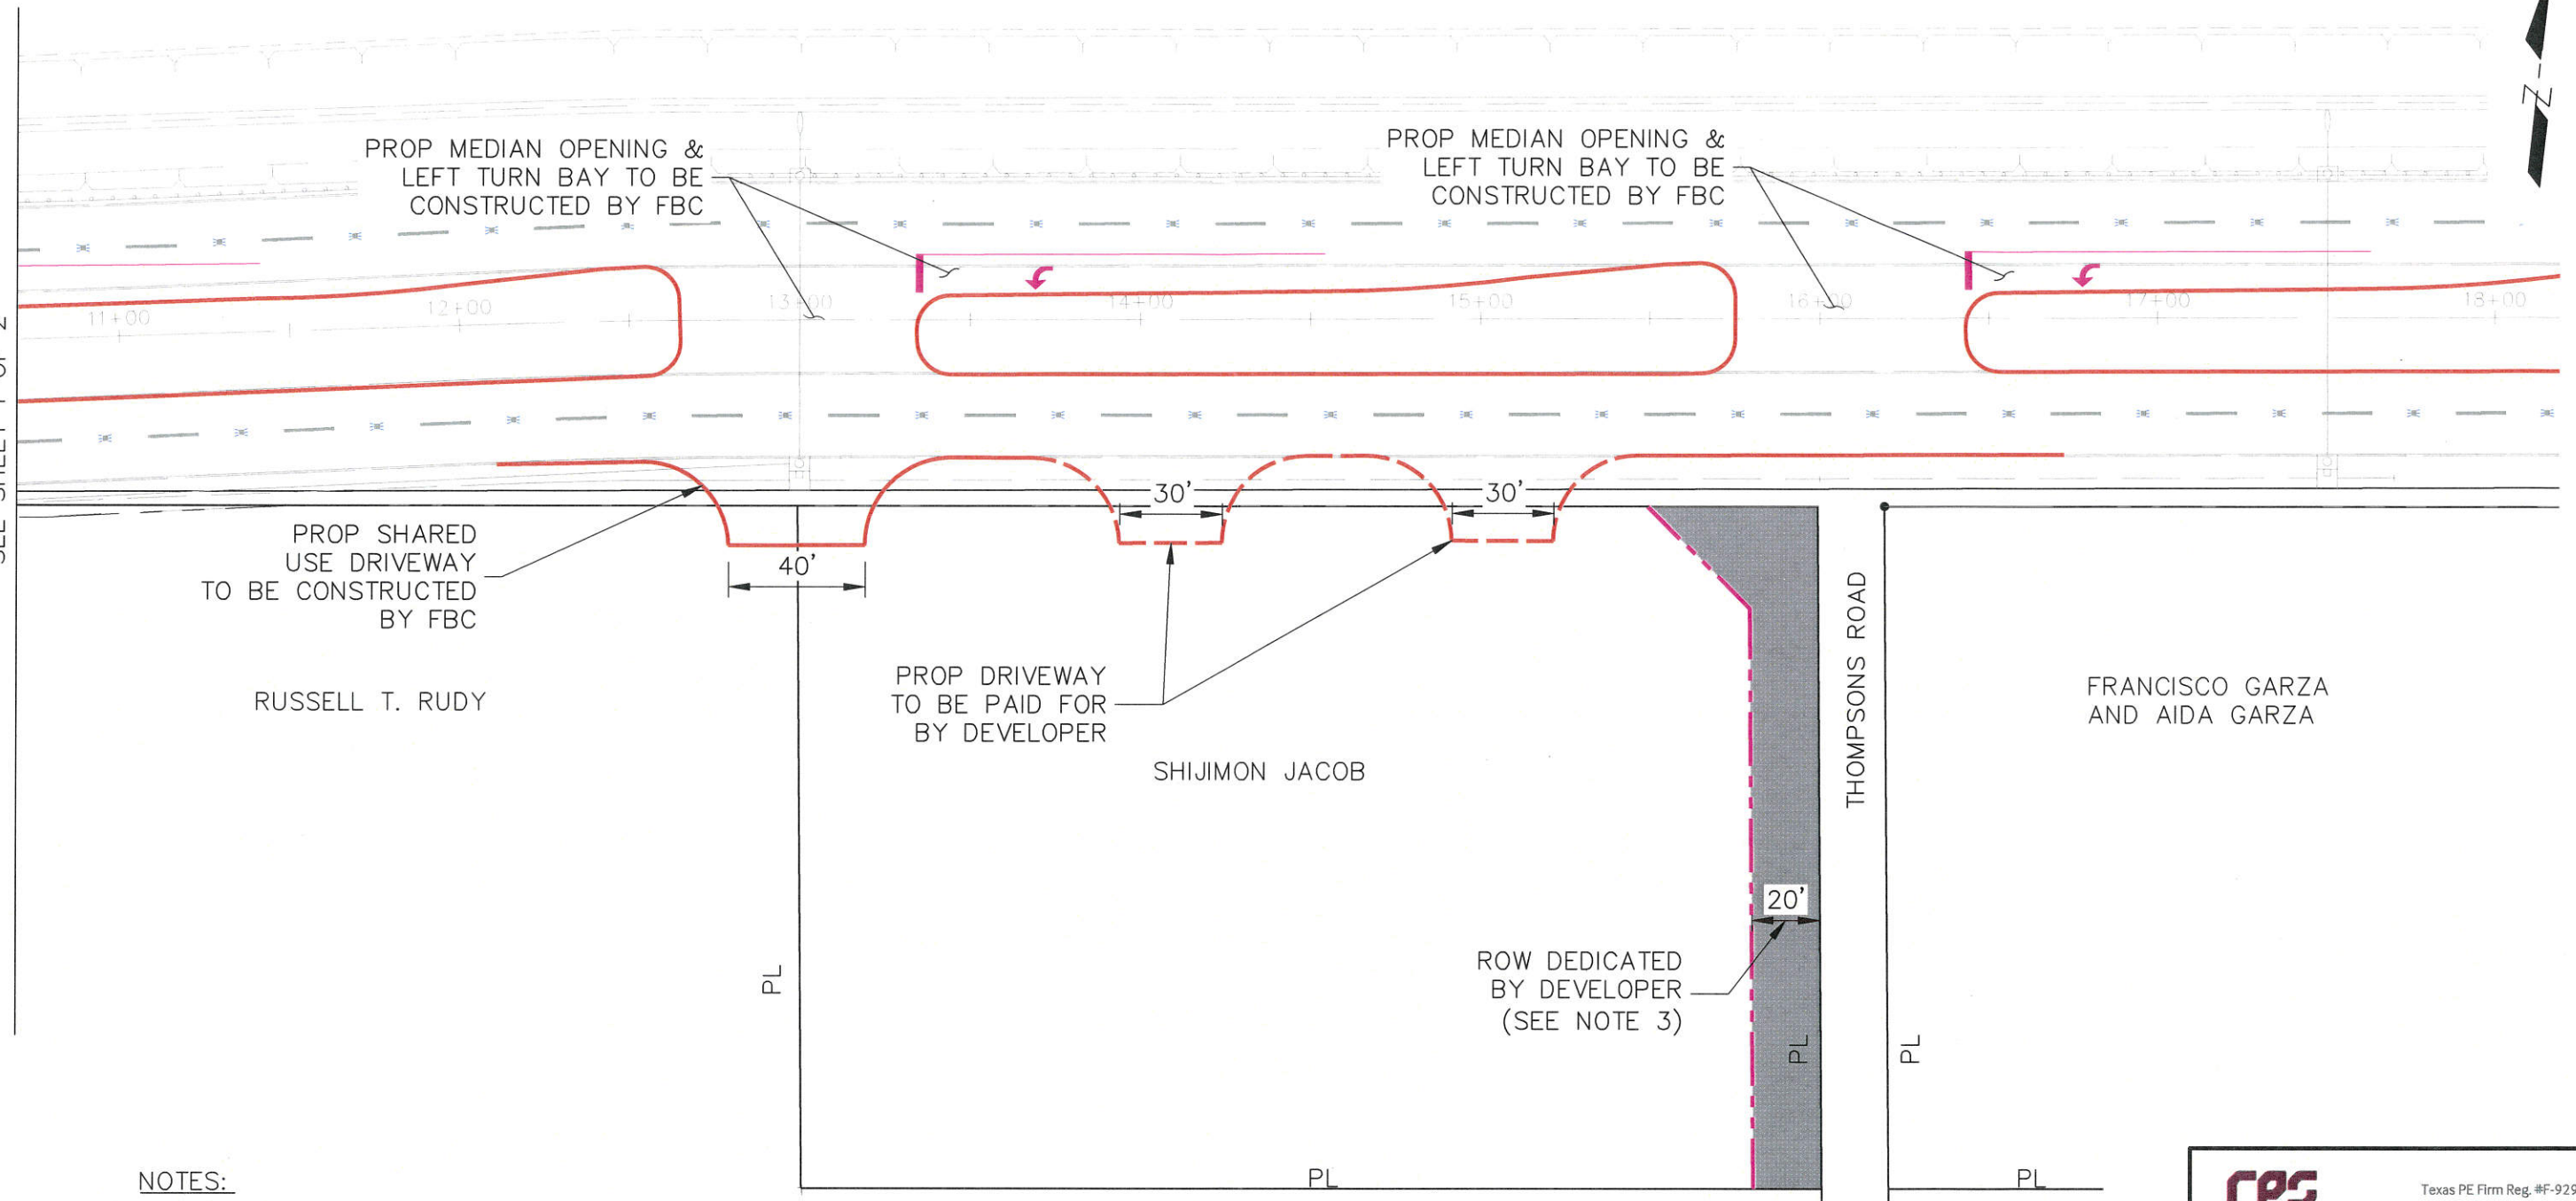 PROP MEDIAN OPENING &
LEFT TURN BAY TO BE
CONSTRUCTED BY FBC
PROP MEDIAN OPENING &
LEFT TURN BAY TO BE
CONSTRUCTED BY FBC
N
11+00
12+00
13+00
14+00
15+00
16+00
17+00
18+00
30'
30'
40'
PROP SHARED
USE DRIVEWAY
TO BE CONSTRUCTED
BY FBC
RUSSELL T. RUDY
PROP DRIVEWAY
TO BE PAID FOR
BY DEVELOPER
SHIJIMON JACOB
THOMPSONS ROAD
FRANCISCO GARZA
AND AIDA GARZA
20'
ROW DEDICATED
BY DEVELOPER
(SEE NOTE 3)
PL
PL
PL
PL
PL
NOTES:
Texas PE Firm Reg. #F-929